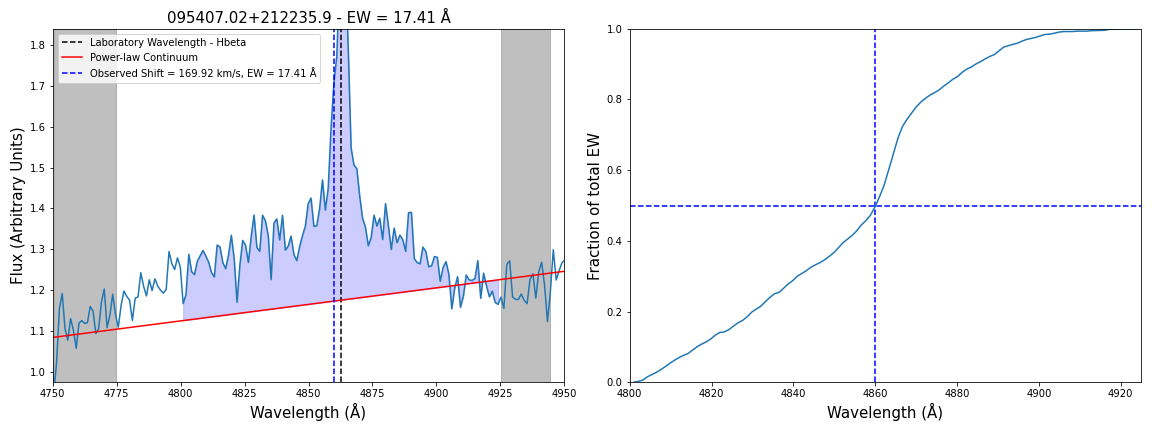 095407.02+212235.9 - EW = 17.41 Å
Laboratory Wavelength - Hbeta
Power-law Continuum
Observed Shift = 169.92 km/s, EW = 17.41 Å
Flux (Arbitrary Units)
1.8
1.7
1.6
1.5
1.4
1.3
1.2
1.1
1.0
4750 4775 4800 4825 4850 4875 4900 4925 4950
Wavelength (Å)
Fraction of total EW
1.0
0.8
0.6
0.4
0.2
0.0
4800 4820 4840 4860 4880 4900 4920
Wavelength (Å)